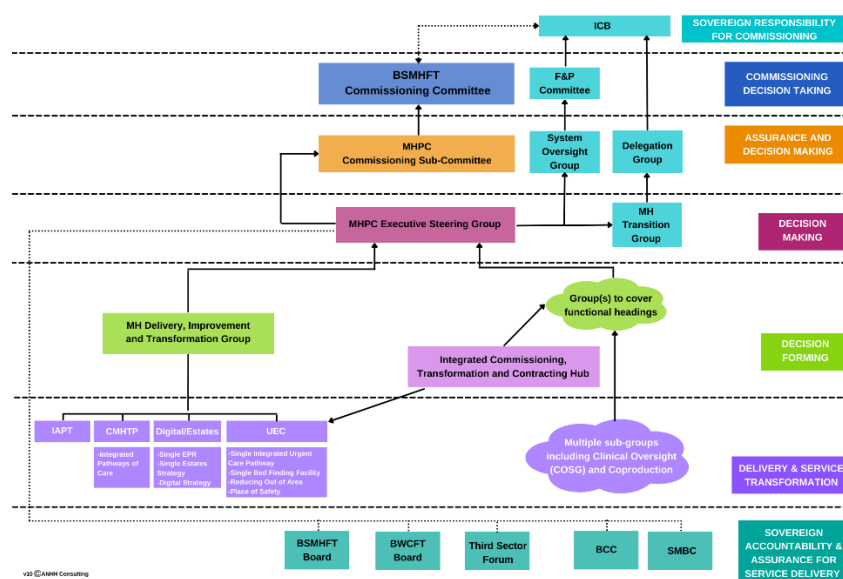 ICB
SOVEREIGN RESPONSIBILITY
FOR COMMISSIONING
BSMHFT
Commissioning Committee
F&P
Committee
COMMISSIONING
DECISION TAKING
MHPC
Commissioning Sub-Committee
System
Oversight
Group
Delegation
Group
ASSURANCE AND
DECISION MAKING
MHPC Executive Steering Group
MH
Transition
Group
DECISION
MAKING
MH Delivery, Improvement
and Transformation Group
Group(s) to cover
functional headings
Integrated Commissioning,
Transformation and Contracting Hub
DECISION
FORMING
IAPT
CMHTP
-Integrated
Pathways of
Care
Digital/Estates
-Single EPR
-Single Estates
Strategy
-Digital Strategy
UEC
-Single Integrated Urgent
Care Pathway
-Single Bed Finding Facility
-Reducing Out of Area
-Place of Safety
Multiple sub-groups
including Clinical Oversight
(COSG) and Coproduction
DELIVERY & SERVICE
TRANSFORMATION
BSMHFT
Board
BWCFT
Board
Third Sector
Forum
BCC
SMBC
SOVEREIGN
ACCOUNTABILITY &
ASSURANCE FOR
SERVICE DELIVERY
v10 ©ANHH Consulting